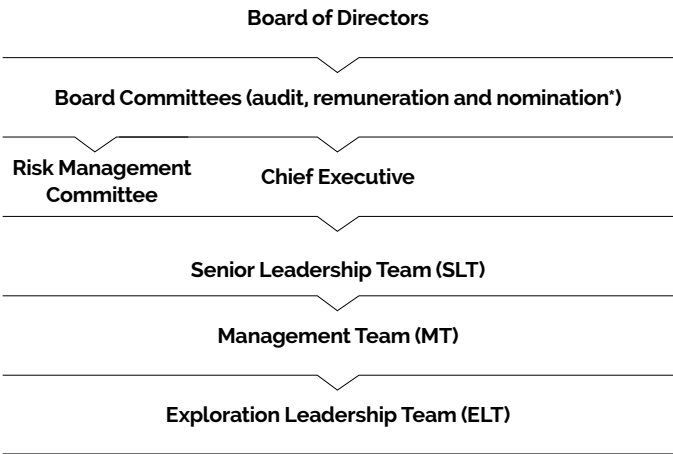 Board of Directors
Board Committees (audit, remuneration and nomination*)
Risk Management
Committee
Chief Executive
Senior Leadership Team (SLT)
Management Team (MT)
Exploration Leadership Team (ELT)